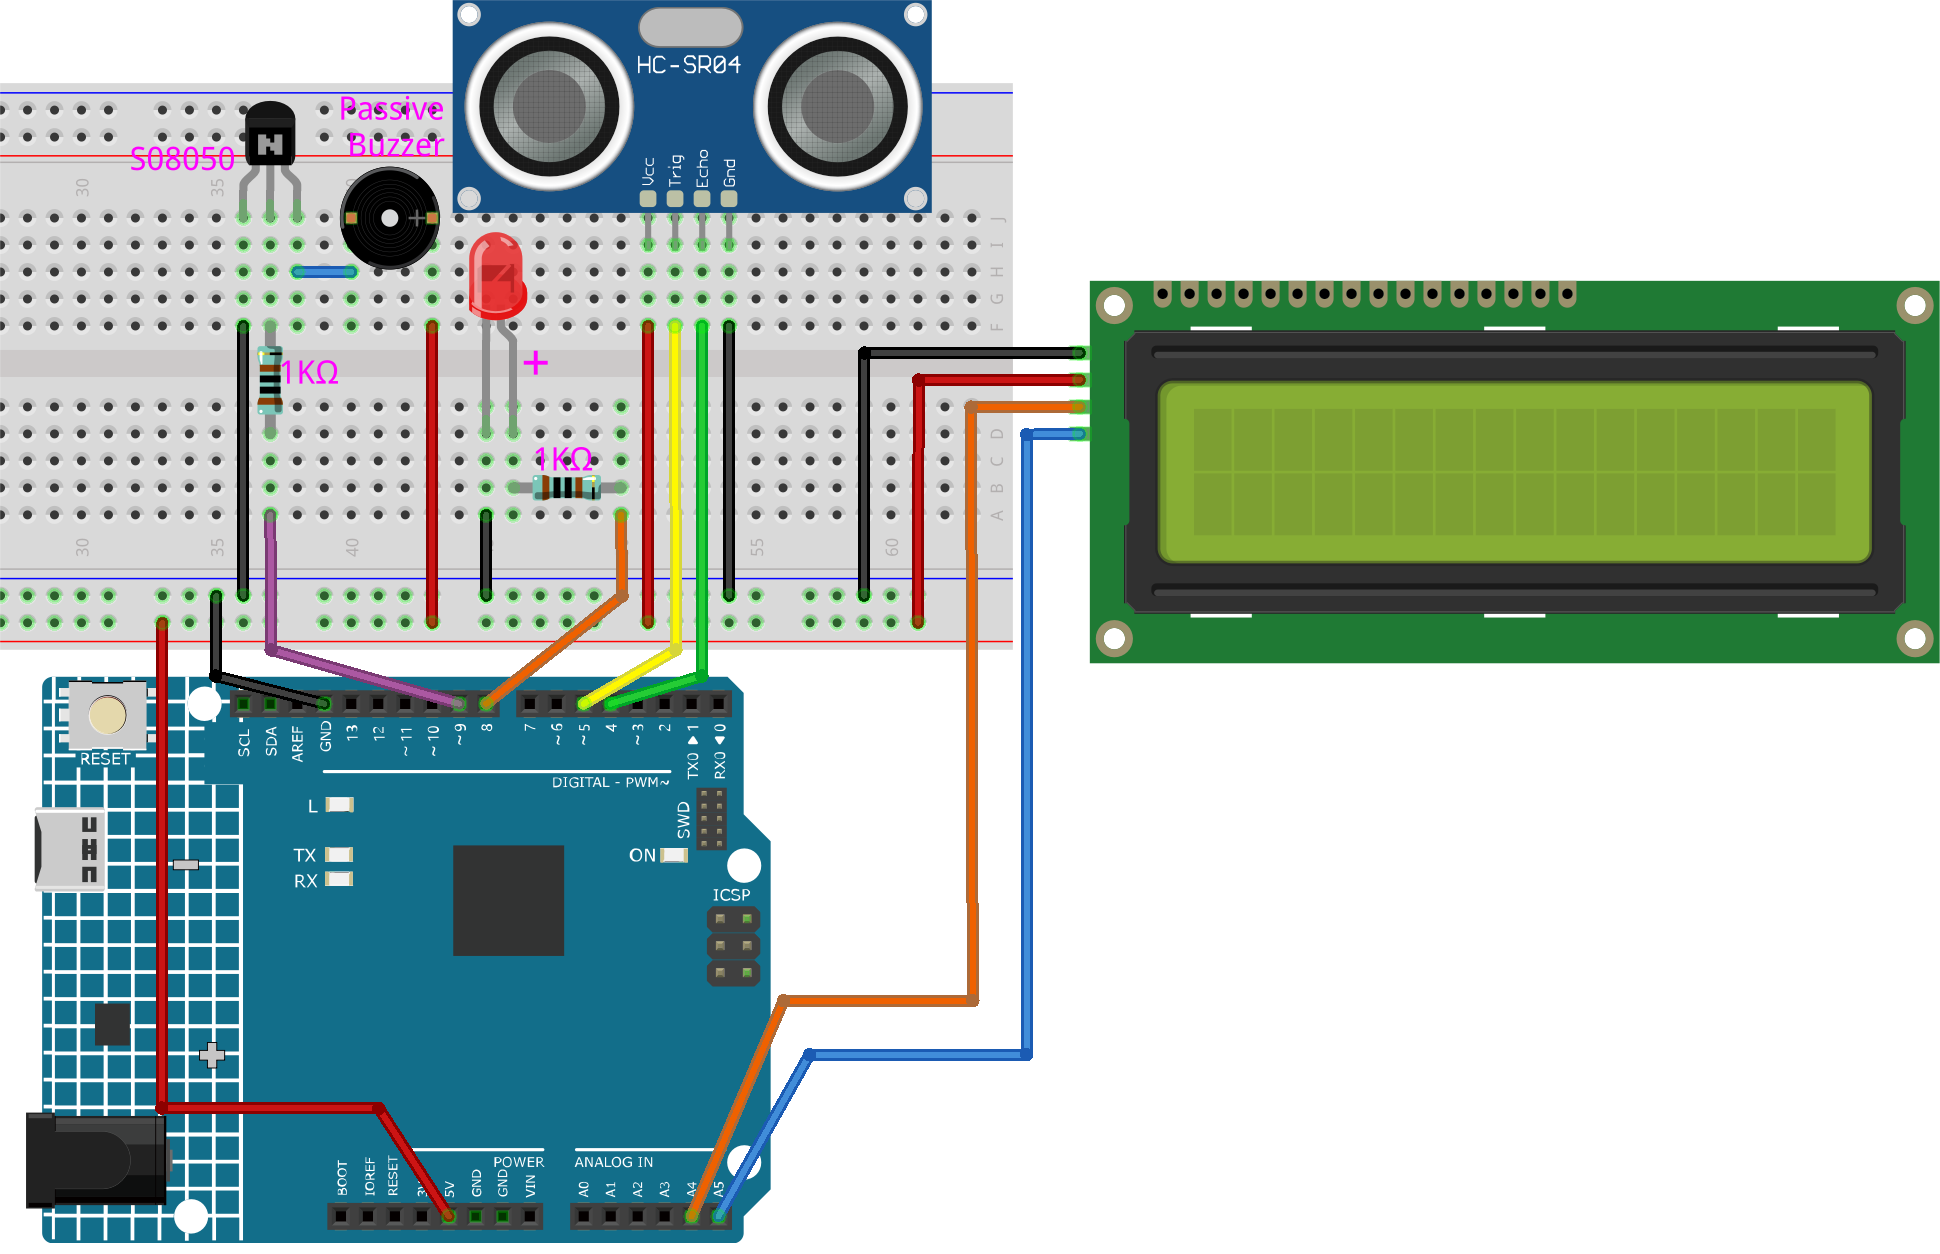 HC-SR04
Passive
Buzzer
S08050
Vcc
Trig
Echo
Gnd
30
35
J
I
H
G
F
1KΩ
+
1KΩ
D
C
B
A
30
35
40
55
60
SCL
SDA
AREF
GND
13
12
~11
~10
~9
8
7
~6
~5
4
~3
2
TX0 ▶ 1
RX0 ◀ 0
RESET
DIGITAL - PWM~
L
TX
RX
ON
SWD
ICSP
POWER
ANALOG IN
BOOT
IOREF
RESET
5V
GND
GND
VIN
A0
A1
A2
A3
A4
A5